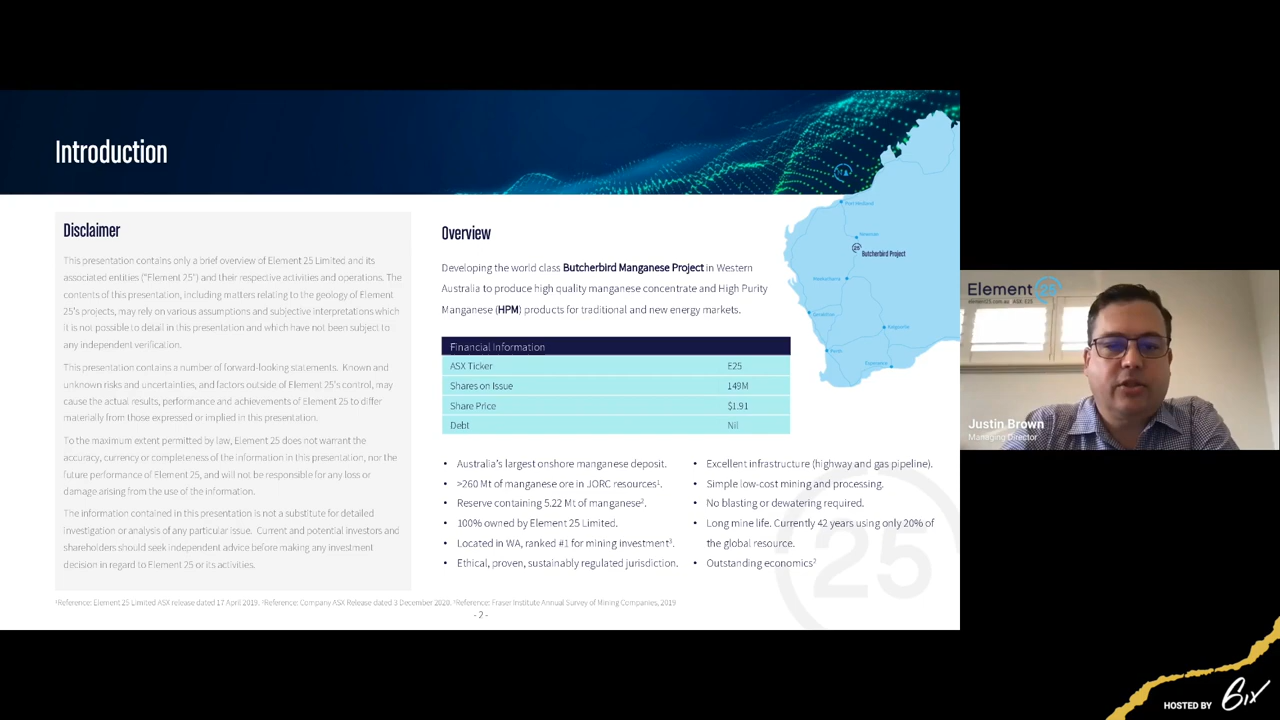 Introduction
Disclaimer
This presentation contains only a brief overview of Element 25 Limited and its
associated entities ("Element 25") and their respective activities and operations. The
contents of this presentation, including matters relating to the geology of Element
25's projects, may rely on various assumptions and subjective interpretations which
it is not possible to detail in this presentation and which have not been subject to
any independent verification.
This presentation contains a number of forward-looking statements. Known and
unknown risks and uncertainties, and factors outside of Element 25's control, may
cause the actual results, performance and achievements of Element 25 to differ
materially from those expressed or implied in this presentation.
To the maximum extent permitted by law, Element 25 does not warrant the
accuracy, currency or completeness of the information in this presentation, nor the
future performance of Element 25, and will not be responsible for any loss or
damage arising from the use of the information.
The information contained in this presentation is not a substitute for detailed
investigation or analysis of any particular issue. Current and potential investors and
shareholders should seek independent advice before making any investment
decision in regard to Element 25 or its activities.
Overview
Developing the world class Butcherbird Manganese Project in Western
Australia to produce high quality manganese concentrate and High Purity
Manganese (HPM) products for traditional and new energy markets.
Financial Information
ASX Ticker E25
Shares on Issue 149M
Share Price $1.91
Debt Nil
• Australia's largest onshore manganese deposit.
• >260 Mt of manganese ore in JORC resources¹.
• Reserve containing 5.22 Mt of manganese².
• 100% owned by Element 25 Limited.
• Located in WA, ranked #1 for mining investment³.
• Ethical, proven, sustainably regulated jurisdiction.
• Excellent infrastructure (highway and gas pipeline).
• Simple low-cost mining and processing.
• No blasting or dewatering required.
• Long mine life. Currently 42 years using only 20% of
the global resource.
• Outstanding economics²
Port Hedland
Newman
25
Butcherbird Project
Meekatharra
Geraldton
Kalgoorlie
Perth
Esperance
25
¹Reference: Element 25 Limited ASX release dated 17 April 2019. ²Reference: Company ASX Release dated 3 December 2020. ³Reference: Fraser Institute Annual Survey of Mining Companies, 2019
- 2 -
Element 25
element25.com.au | ASX: E25
Justin Brown
Managing Director
HOSTED BY 6ix